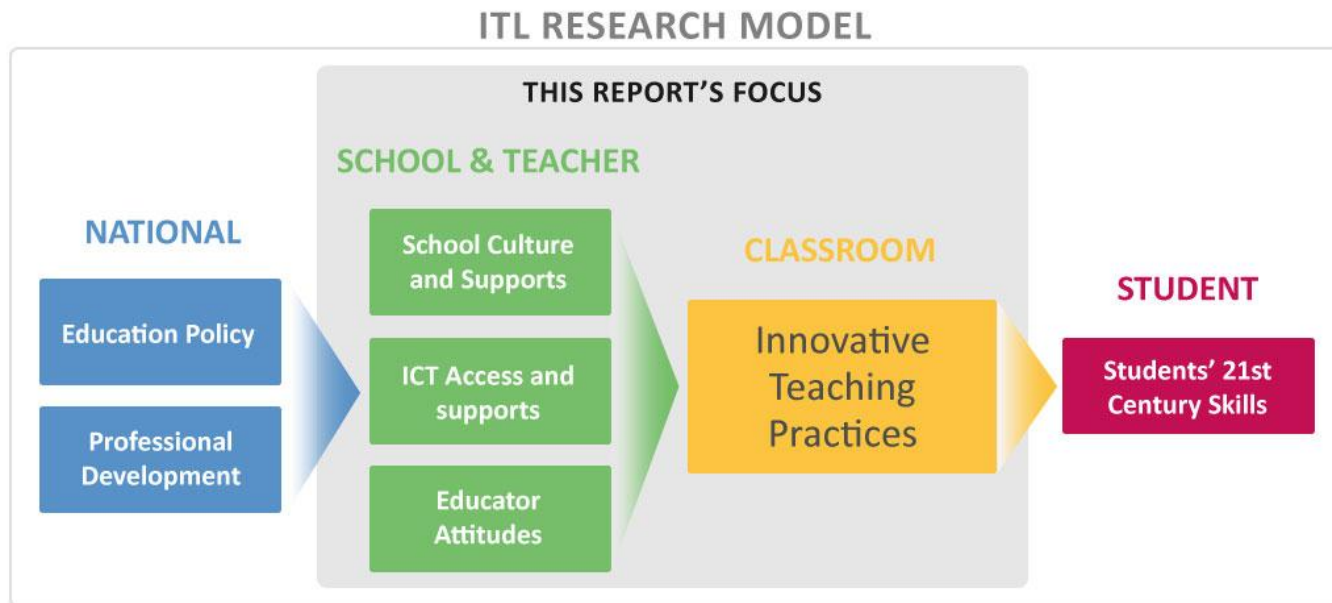 ITL RESEARCH MODEL
THIS REPORT'S FOCUS
NATIONAL
Education Policy
Professional
Development
SCHOOL & TEACHER
School Culture
and Supports
ICT Access and
supports
Educator
Attitudes
CLASSROOM
Innovative
Teaching
Practices
STUDENT
Students' 21st
Century Skills